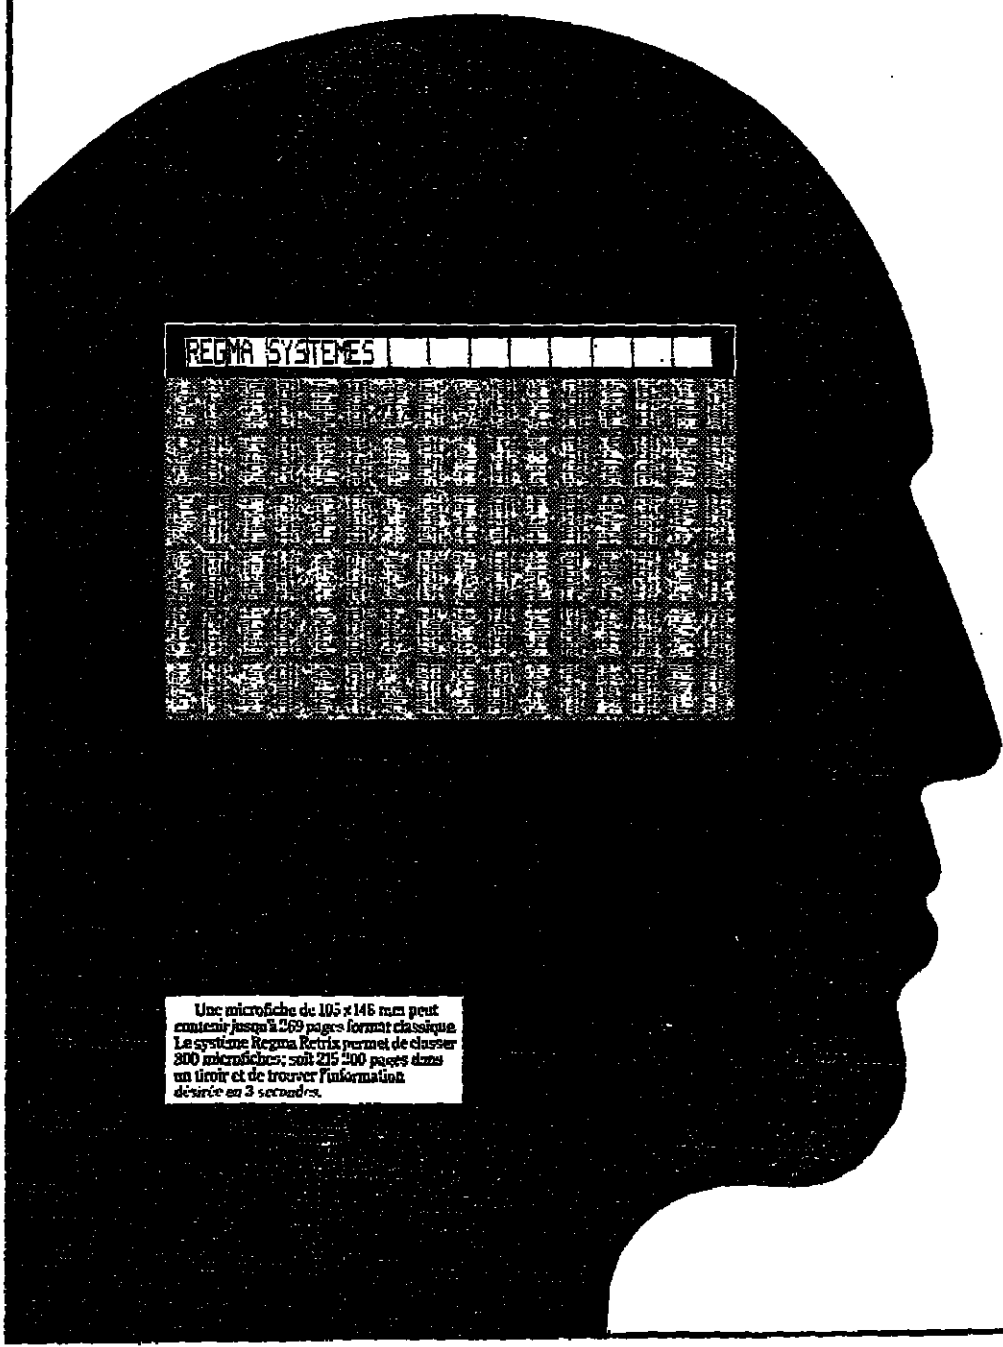 REGMA SYSTEMES
Une microfiche de 105 x 148 mm peut
contenir jusqu'à 269 pages format classique.
Le système Regma Retrix permet de classer
800 microfiches; soit 215 200 pages dans
un tiroir et de trouver l'information
désirée en 3 secondes.